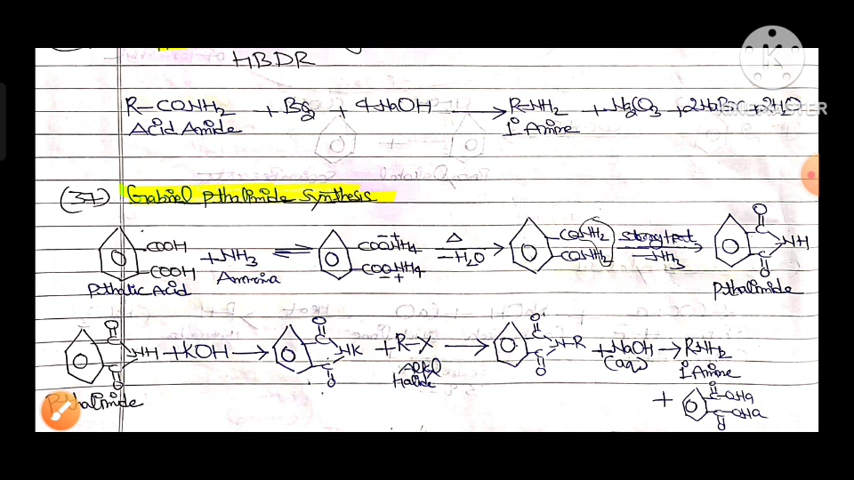 HBDR
R-CONH2 + Br2 + 4NaOH → R-NH2 + Na2CO3 + 2NaBr + 2H2O
Acid Amide 1° Amine
(37) Gabriel Pthalimide Synthesis
COOH COONH4 CONH2 O
+ NH3 ⇌ Δ → -H2O strong heat → -NH3 C NH
COOH Ammonia COONH4 CONH2 C
Pthalic Acid O
Pthalimide
O O O
C C C
NH + KOH → NK + R-X → N-R + NaOH → RNH2
C C Alkyl C (aq) 1° Amine
O O Halide O
Pthalimide + C-ONa
C-ONa
O